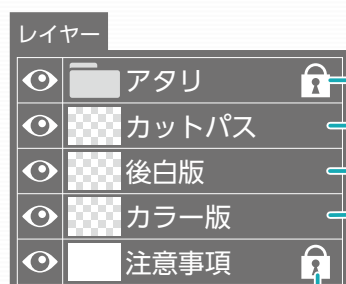 レイヤー
アタリ
カットパス
後白版
カラー版
注意事項